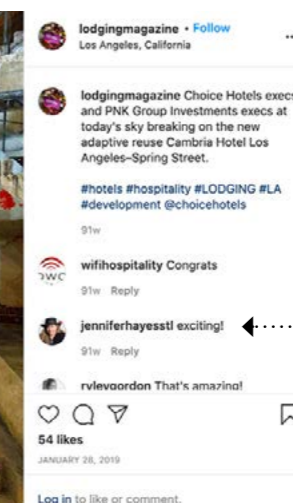 lodgingmagazine • Follow
Los Angeles, California
lodgingmagazine Choice Hotels execs
and PNK Group Investments execs at
today's sky breaking on the new
adaptive reuse Cambria Hotel Los
Angeles–Spring Street.
#hotels #hospitality #LODGING #LA
#development @choicehotels
91w
wifihospitality Congrats
91w Reply
jenniferhayesstl exciting!
91w Reply
ryleygordon That's amazing!
54 likes
JANUARY 28, 2019
Log in to like or comment.